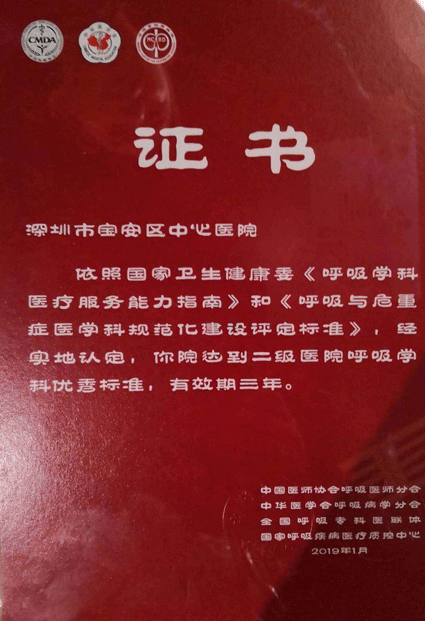 CMDA
证书
深圳市宝安区中心医院
依照国家卫生健康委《呼吸学科
医疗服务能力指南》和《呼吸与危重
症医学科规范化建设评定标准》，经
实地认定，你院达到二级医院呼吸学
科优秀标准，有效期三年。
中国医师协会呼吸医师分会
中华医学会呼吸病学分会
全国呼吸专科医联体
国家呼吸疾病医疗质控中心
2019年1月